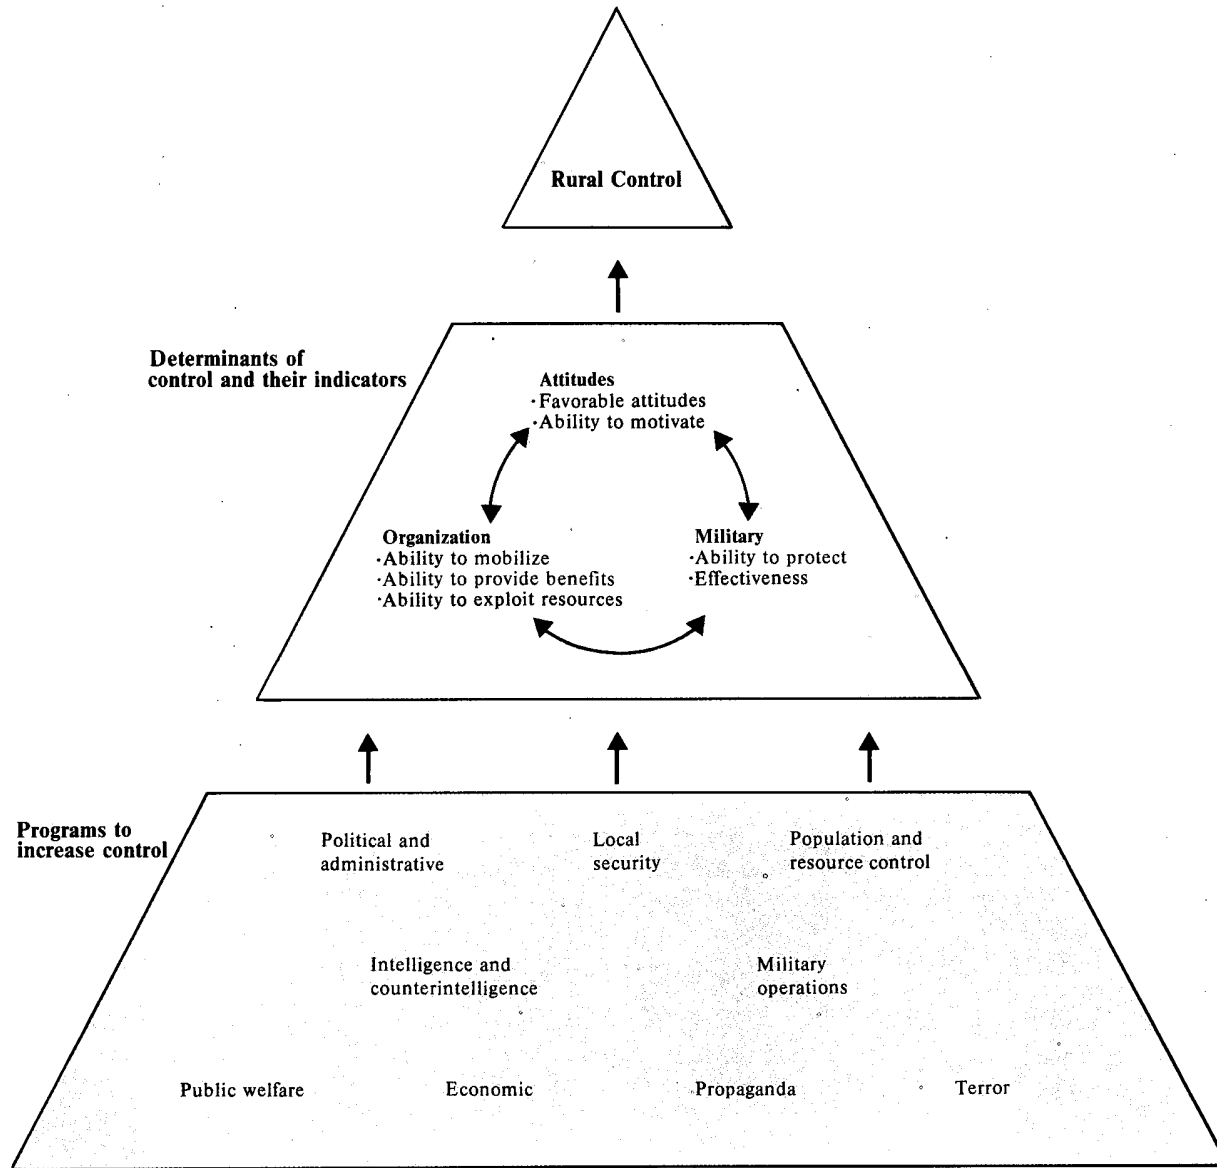 Rural Control
Determinants of
control and their indicators
Attitudes
·Favorable attitudes
·Ability to motivate
Organization
·Ability to mobilize
·Ability to provide benefits
·Ability to exploit resources
Military
·Ability to protect
·Effectiveness
Programs to
increase control
Political and
administrative
Local
security
Population and
resource control
Intelligence and
counterintelligence
Military
operations
Public welfare
Economic
Propaganda
Terror